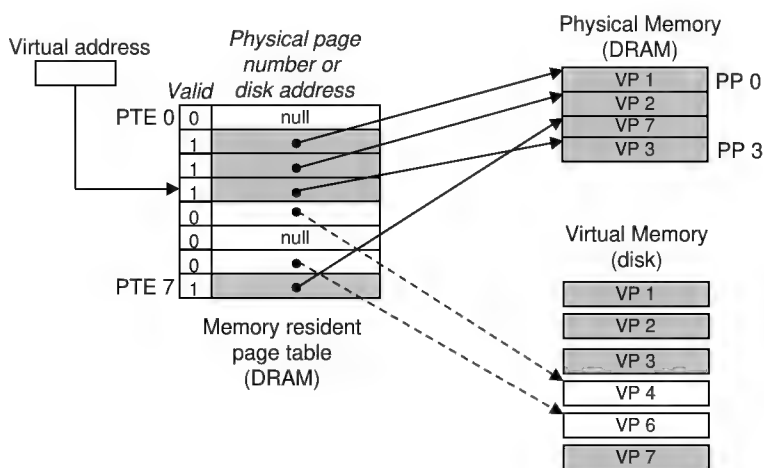 Virtual address
Physical page
number or
disk address
Valid
PTE 0
0
null
1
1
1
0
0
null
0
PTE 7
1
Memory resident
page table
(DRAM)
Physical Memory
(DRAM)
VP 1
PP 0
VP 2
VP 7
VP 3
PP 3
Virtual Memory
(disk)
VP 1
VP 2
VP 3
VP 4
VP 6
VP 7